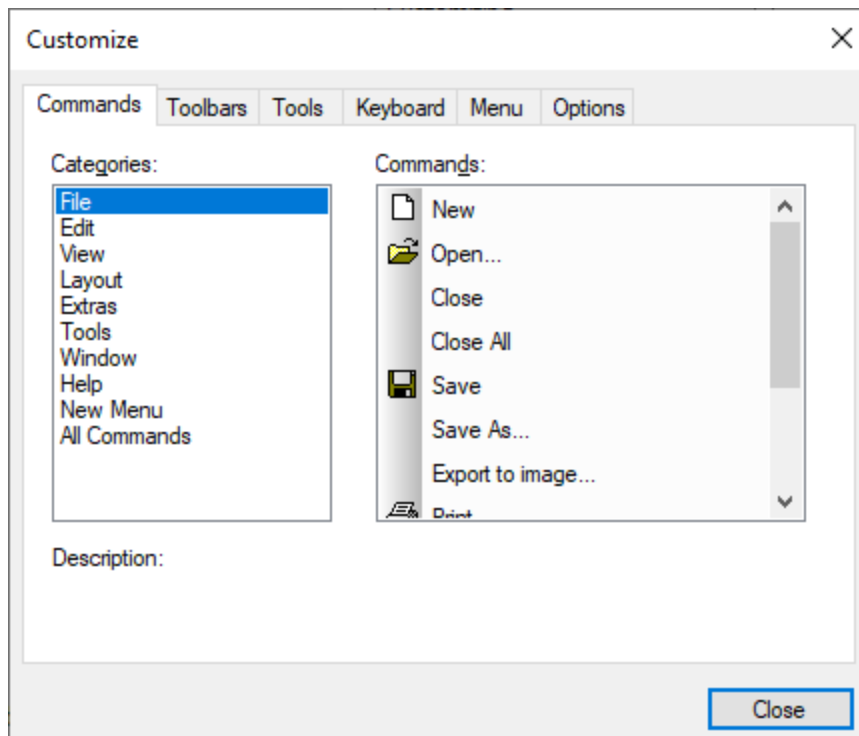 Customize
Commands Toolbars Tools Keyboard Menu Options
Categories:
File
Edit
View
Layout
Extras
Tools
Window
Help
New Menu
All Commands
Commands:
New
Open...
Close
Close All
Save
Save As...
Export to image...
Print
Description:
Close